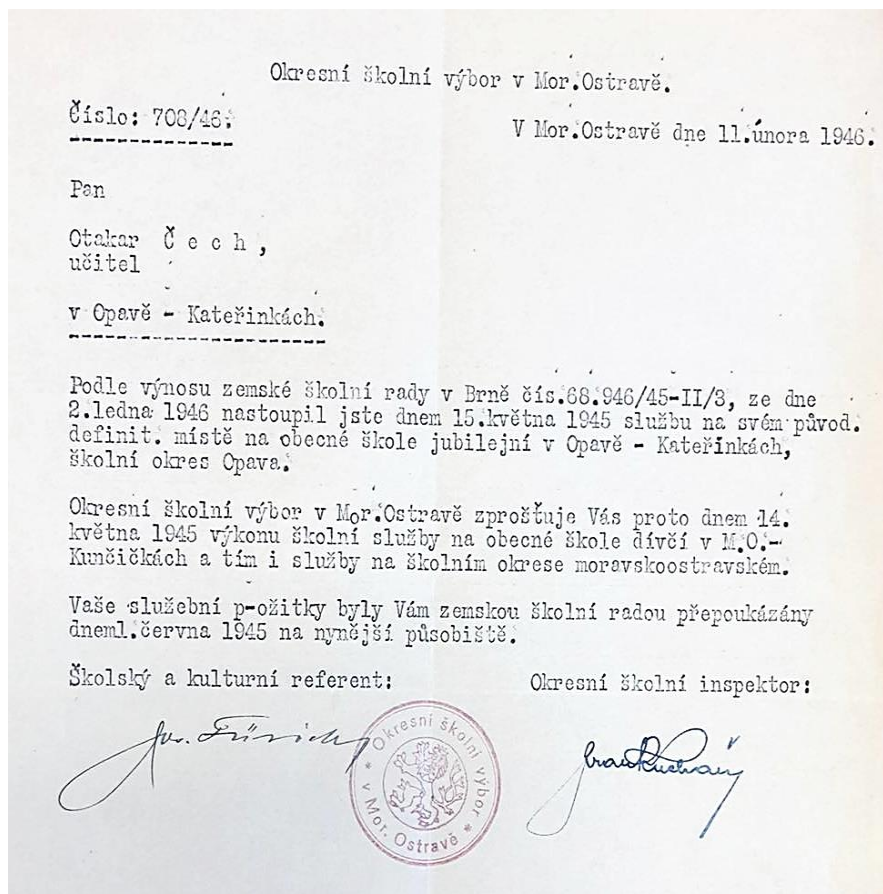 Okresní školní výbor v Mor.Ostravě.
Číslo: 708/46.
V Mor.Ostravě dne 11.února 1946.
Pan
Otakar Č e c h ,
učitel
v Opavě - Kateřinkách.
Podle výnosu zemské školní rady v Brně čís.68.946/45-II/3, ze dne
2.ledna 1946 nastoupil jste dnem 15.května 1945 službu na svém původ.
definit. místě na obecné škole jubilejní v Opavě - Kateřinkách,
školní okres Opava.
Okresní školní výbor v Mor.Ostravě zprošťuje Vás proto dnem 14.
května 1945 výkonu školní služby na obecné škole dívčí v M.O.-
Kunčičkách a tím i služby na školním okrese moravskoostravském.
Vaše služební p-ožitky byly Vám zemskou školní radou přepoukázány
dnem1.června 1945 na nynější působiště.
Školský a kulturní referent:
Okresní školní inspektor:
Jos.
* Okresní školní výbor *
v Mor. Ostravě